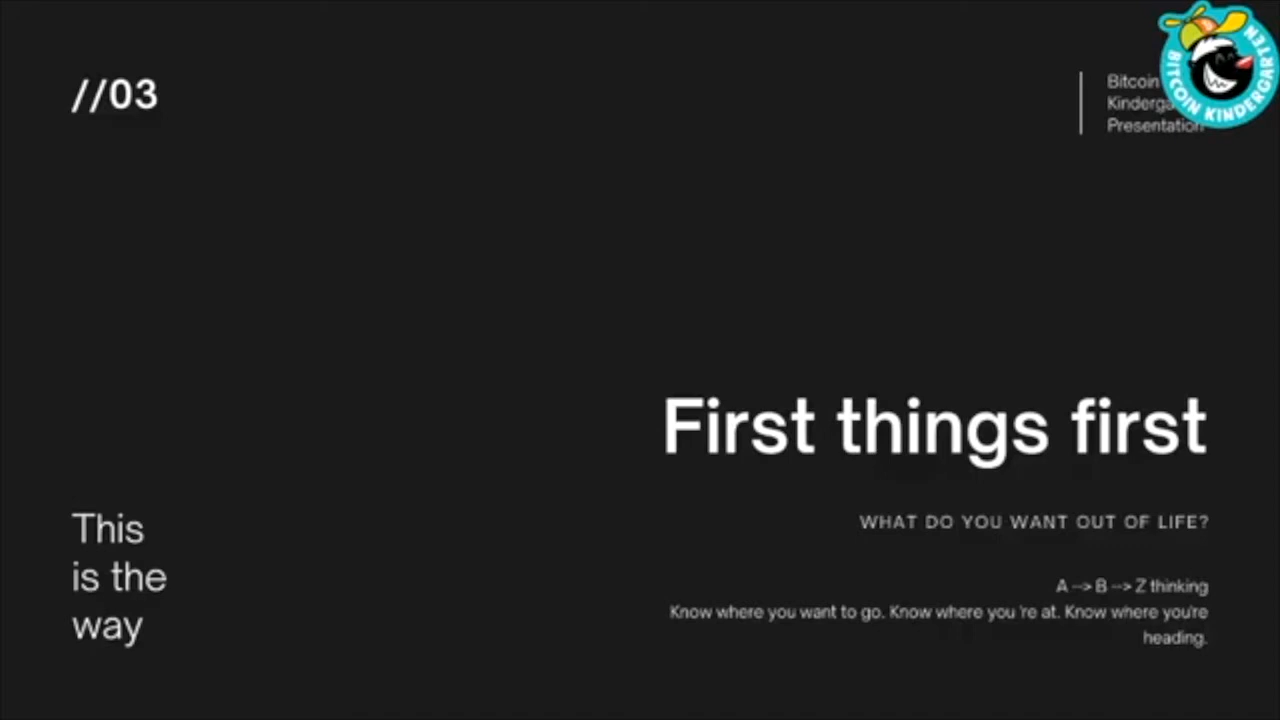 //03
Bitcoin
Kinderga
Presentation
BITCOIN KINDERGARTEN
First things first
This
is the
way
WHAT DO YOU WANT OUT OF LIFE?
A --> B --> Z thinking
Know where you want to go. Know where you 're at. Know where you're
heading.